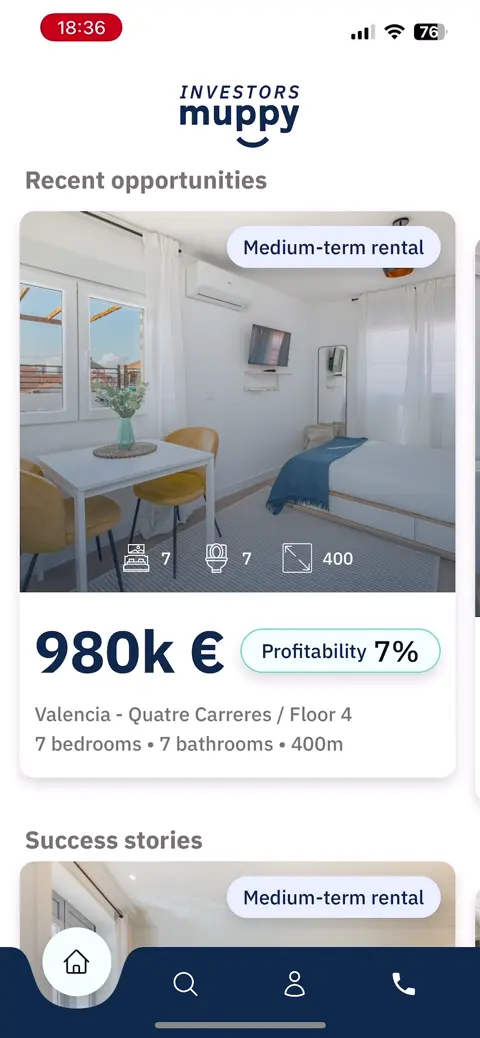 18:36
76
INVESTORS
muppy
Recent opportunities
Medium-term rental
7
7
400
980k €
Profitability 7%
Valencia - Quatre Carreres / Floor 4
7 bedrooms • 7 bathrooms • 400m
Success stories
Medium-term rental